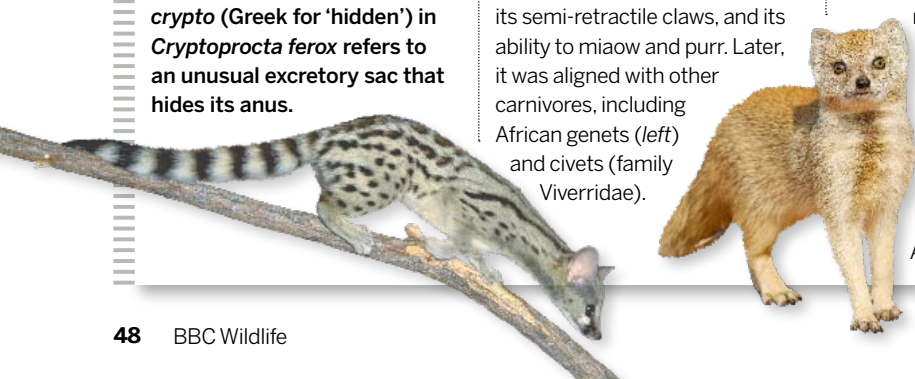 crypto (Greek for ‘hidden’) in
Cryptoprocta ferox refers to
an unusual excretory sac that
hides its anus.
its semi-retractile claws, and its
ability to miaow and purr. Later,
it was aligned with other
carnivores, including
African genets (left)
and civets (family
Viverridae).
48 BBC Wildlife